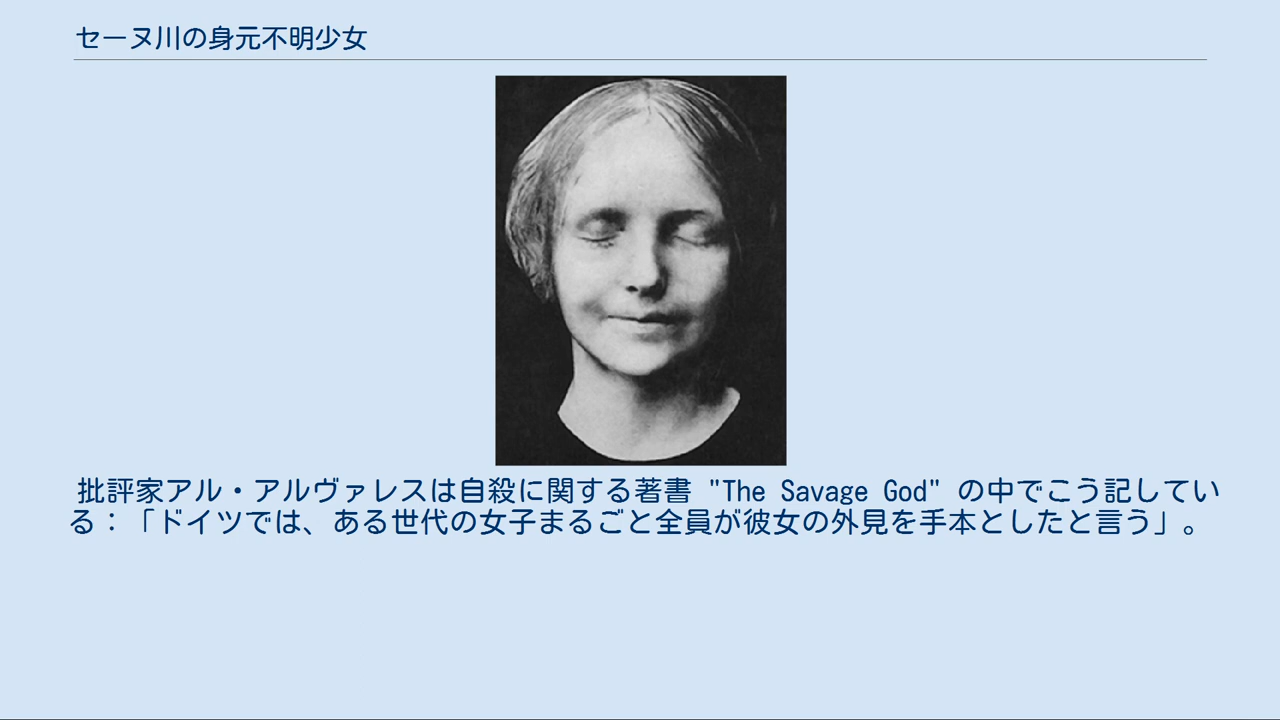 セーヌ川の身元不明少女
批評家アル・アルヴァレスは自殺に関する著書 "The Savage God" の中でこう記してい
る：「ドイツでは、ある世代の女子まるごと全員が彼女の外見を手本としたと言う」。